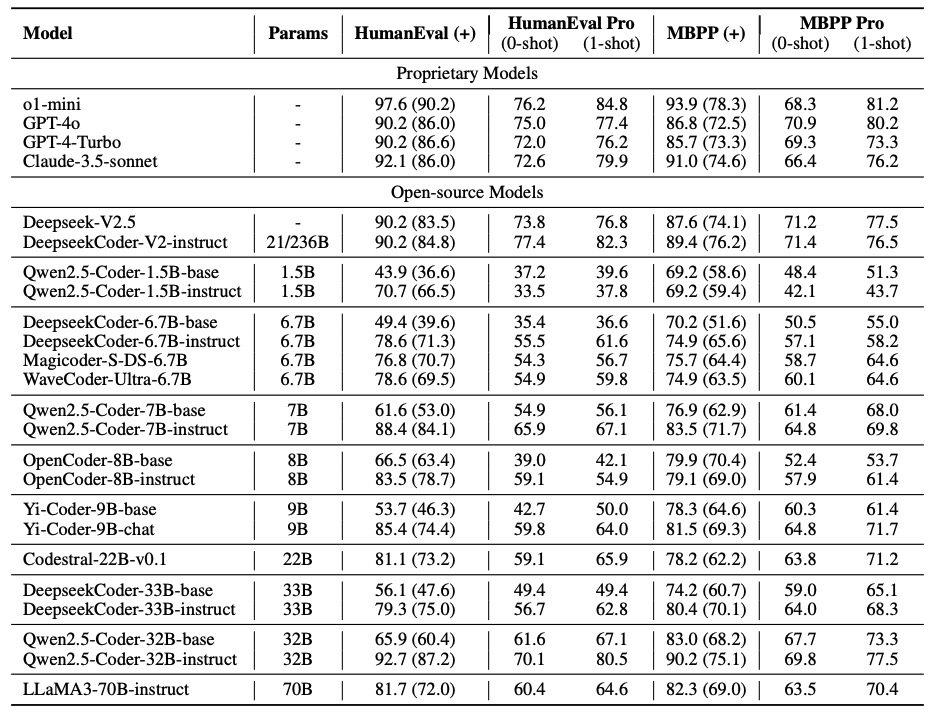 Model Params HumanEval (+) HumanEval Pro MBPP (+) MBPP Pro
(0-shot) (1-shot) (0-shot) (1-shot)
Proprietary Models
o1-mini - 97.6 (90.2) 76.2 84.8 93.9 (78.3) 68.3 81.2
GPT-4o - 90.2 (86.0) 75.0 77.4 86.8 (72.5) 70.9 80.2
GPT-4-Turbo - 90.2 (86.6) 72.0 76.2 85.7 (73.3) 69.3 73.3
Claude-3.5-sonnet - 92.1 (86.0) 72.6 79.9 91.0 (74.6) 66.4 76.2
Open-source Models
Deepseek-V2.5 - 90.2 (83.5) 73.8 76.8 87.6 (74.1) 71.2 77.5
DeepseekCoder-V2-instruct 21/236B 90.2 (84.8) 77.4 82.3 89.4 (76.2) 71.4 76.5
Qwen2.5-Coder-1.5B-base 1.5B 43.9 (36.6) 37.2 39.6 69.2 (58.6) 48.4 51.3
Qwen2.5-Coder-1.5B-instruct 1.5B 70.7 (66.5) 33.5 37.8 69.2 (59.4) 42.1 43.7
DeepseekCoder-6.7B-base 6.7B 49.4 (39.6) 35.4 36.6 70.2 (51.6) 50.5 55.0
DeepseekCoder-6.7B-instruct 6.7B 78.6 (71.3) 55.5 61.6 74.9 (65.6) 57.1 58.2
Magicoder-S-DS-6.7B 6.7B 76.8 (70.7) 54.3 56.7 75.7 (64.4) 58.7 64.6
WaveCoder-Ultra-6.7B 6.7B 78.6 (69.5) 54.9 59.8 74.9 (63.5) 60.1 64.6
Qwen2.5-Coder-7B-base 7B 61.6 (53.0) 54.9 56.1 76.9 (62.9) 61.4 68.0
Qwen2.5-Coder-7B-instruct 7B 88.4 (84.1) 65.9 67.1 83.5 (71.7) 64.8 69.8
OpenCoder-8B-base 8B 66.5 (63.4) 39.0 42.1 79.9 (70.4) 52.4 53.7
OpenCoder-8B-instruct 8B 83.5 (78.7) 59.1 54.9 79.1 (69.0) 57.9 61.4
Yi-Coder-9B-base 9B 53.7 (46.3) 42.7 50.0 78.3 (64.6) 60.3 61.4
Yi-Coder-9B-chat 9B 85.4 (74.4) 59.8 64.0 81.5 (69.3) 64.8 71.7
Codestral-22B-v0.1 22B 81.1 (73.2) 59.1 65.9 78.2 (62.2) 63.8 71.2
DeepseekCoder-33B-base 33B 56.1 (47.6) 49.4 49.4 74.2 (60.7) 59.0 65.1
DeepseekCoder-33B-instruct 33B 79.3 (75.0) 56.7 62.8 80.4 (70.1) 64.0 68.3
Qwen2.5-Coder-32B-base 32B 65.9 (60.4) 61.6 67.1 83.0 (68.2) 67.7 73.3
Qwen2.5-Coder-32B-instruct 32B 92.7 (87.2) 70.1 80.5 90.2 (75.1) 69.8 77.5
LLaMA3-70B-instruct 70B 81.7 (72.0) 60.4 64.6 82.3 (69.0) 63.5 70.4